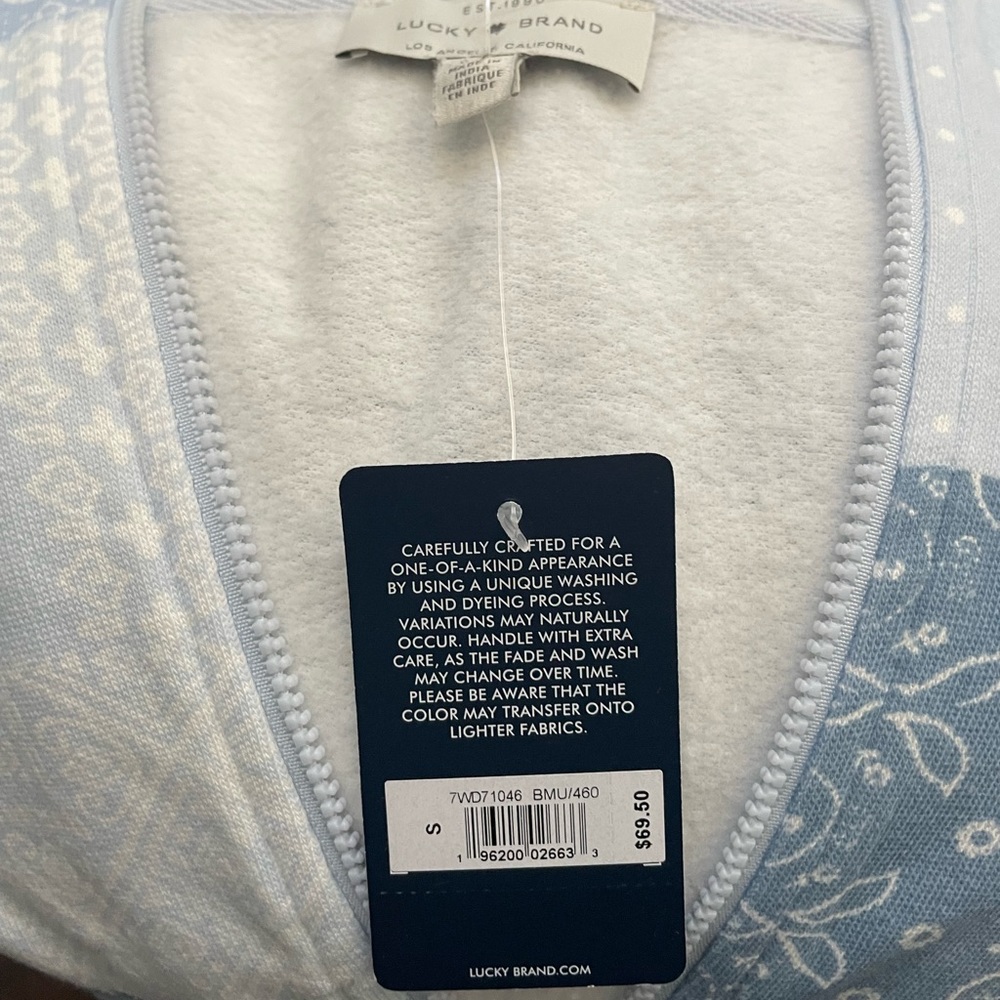 EST.1990
LUCKY BRAND
LOS ANGELES, CALIFORNIA
MADE IN
INDIA
FABRIQUE
EN INDE
CAREFULLY CRAFTED FOR A
ONE-OF-A-KIND APPEARANCE
BY USING A UNIQUE WASHING
AND DYEING PROCESS.
VARIATIONS MAY NATURALLY
OCCUR. HANDLE WITH EXTRA
CARE, AS THE FADE AND WASH
MAY CHANGE OVER TIME.
PLEASE BE AWARE THAT THE
COLOR MAY TRANSFER ONTO
LIGHTER FABRICS.
7WD71046 BMU/460
S
1 96200 02663 3
$69.50
LUCKY BRAND.COM